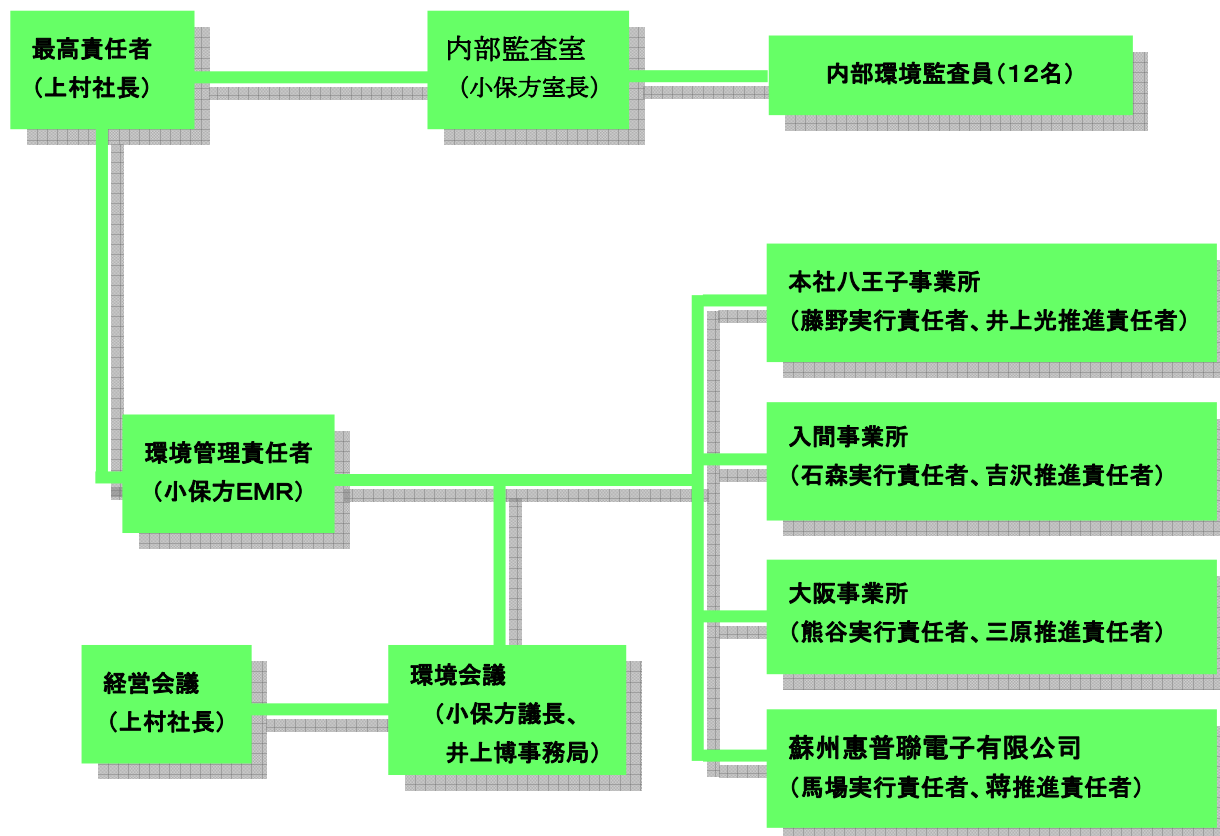 最高責任者
(上村社長)
内部監査室
(小保方室長)
内部環境監査員(12名)
本社八王子事業所
(藤野実行責任者、井上光推進責任者)
入間事業所
(石森実行責任者、吉沢推進責任者)
環境管理責任者
(小保方EMR)
大阪事業所
(熊谷実行責任者、三原推進責任者)
経営会議
(上村社長)
環境会議
(小保方議長、
井上博事務局)
蘇州惠普聯電子有限公司
(馬場実行責任者、蒋推進責任者)